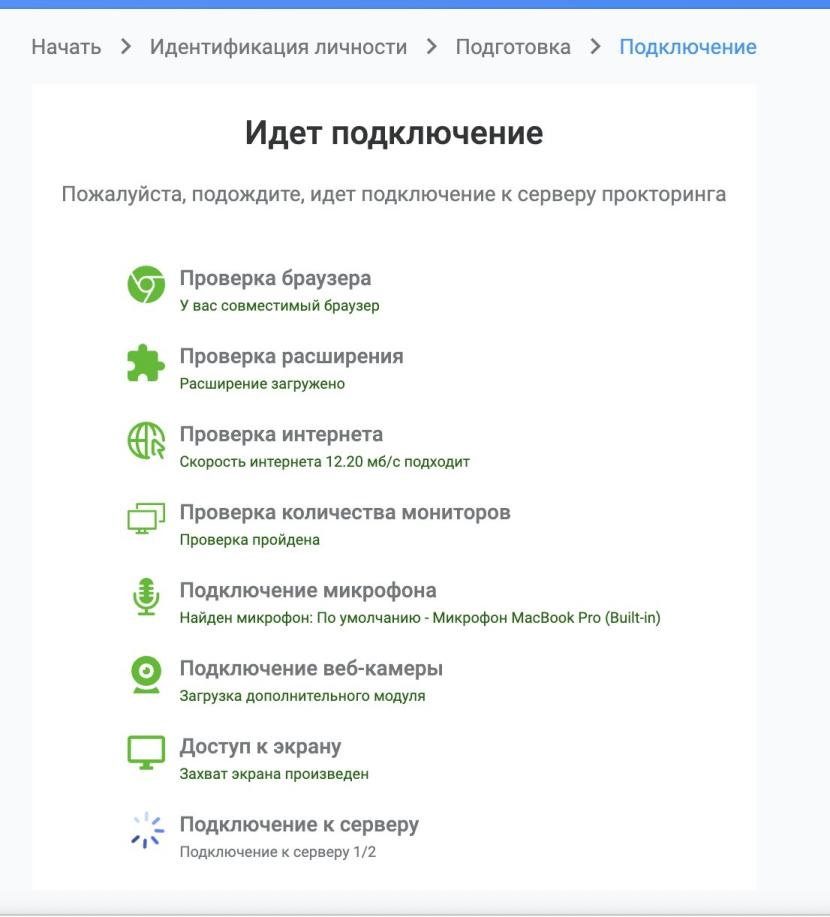 Начать > Идентификация личности > Подготовка > Подключение
Идет подключение
Пожалуйста, подождите, идет подключение к серверу прокторинга
Проверка браузера
У вас совместимый браузер
Проверка расширения
Расширение загружено
Проверка интернета
Скорость интернета 12.20 мб/с подходит
Проверка количества мониторов
Проверка пройдена
Подключение микрофона
Найден микрофон: По умолчанию - Микрофон MacBook Pro (Built-in)
Подключение веб-камеры
Загрузка дополнительного модуля
Доступ к экрану
Захват экрана произведен
Подключение к серверу
Подключение к серверу 1/2